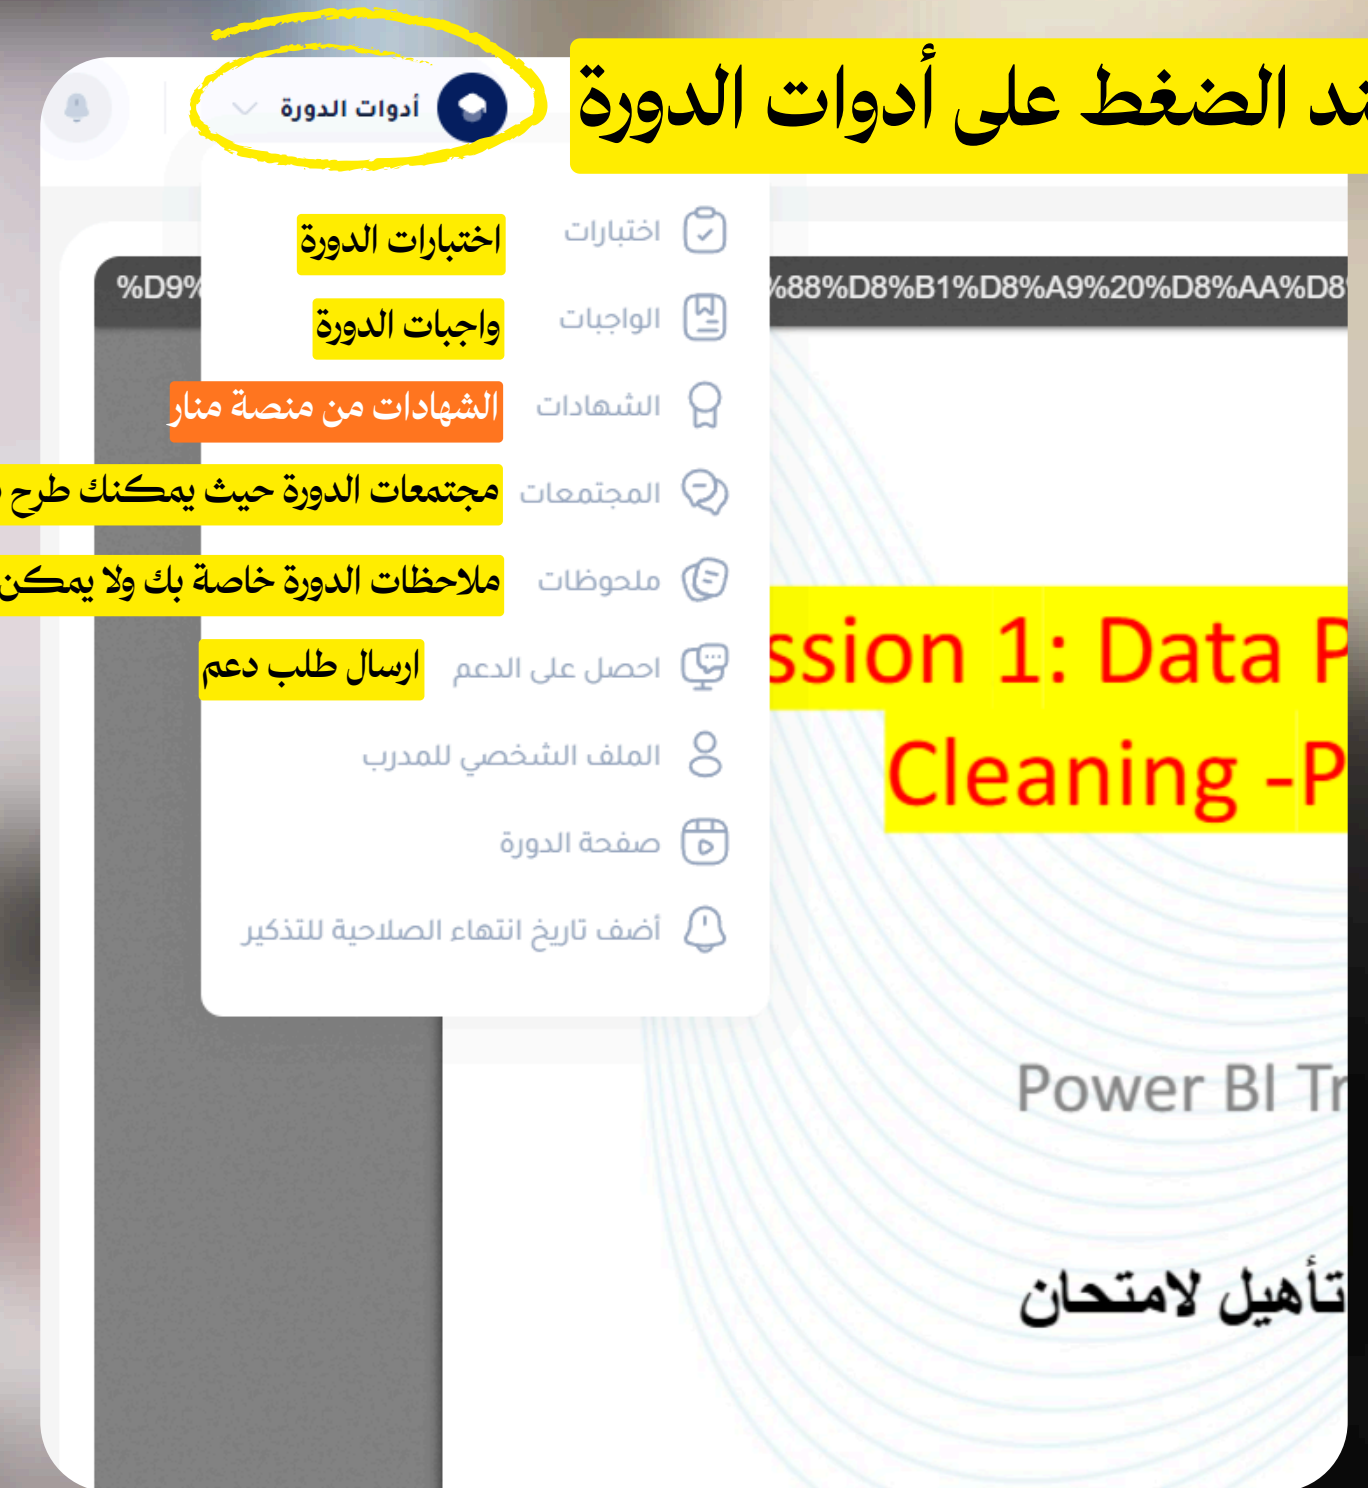 الضغط على أدوات الدورة
أدوات الدورة
اختبارات
اختبارات الدورة
الواجبات
واجبات الدورة
الشهادات
الشهادات من منصة منار
المجتمعات
مجتمعات الدورة حيث يمكنك طرح
ملحوظات
ملاحظات الدورة خاصة بك ولا يمكن
احصل على الدعم
ارسال طلب دعم
الملف الشخصي للمدرب
صفحة الدورة
أضف تاريخ انتهاء الصلاحية للتذكير
%D9%
%88%D8%B1%D8%A9%20%D8%AA%D8%
ssion 1: Data P
Cleaning -P
Power BI Tr
تأهيل لامتحان